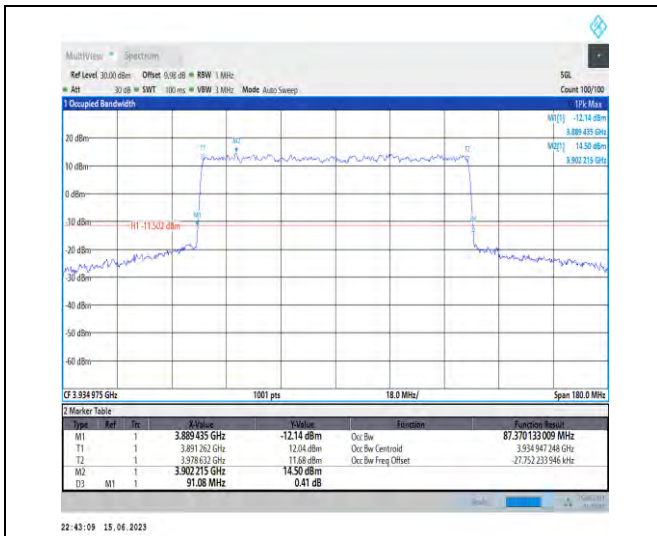 MultiView Spectrum
Ref Level 30.00 dBm Offset 9.98 dB RBW 1 MHz SGL
Att 30 dB SWT 100 ms VBW 3 MHz Mode Auto Sweep Count 100/100
1 Occupied Bandwidth 1Pk Max
M1[1] -12.14 dBm
3.889 435 GHz
M2[1] 14.50 dBm
3.902 215 GHz
20 dBm
T1 M2 T2
10 dBm
0 dBm
M1
-10 dBm
H1 -11.502 dBm
-20 dBm
-30 dBm
-40 dBm
-50 dBm
-60 dBm
CF 3.934 975 GHz 1001 pts 18.0 MHz/ Span 180.0 MHz
2 Marker Table
Type Ref Trc X-Value Y-Value Function Function Result
M1 1 3.889 435 GHz -12.14 dBm Occ Bw 87.370 133 009 MHz
T1 1 3.891 262 GHz 12.04 dBm Occ Bw Centroid 3.934 947 248 GHz
T2 1 3.978 632 GHz 11.68 dBm Occ Bw Freq Offset -27.752 233 946 kHz
M2 1 3.902 215 GHz 14.50 dBm
D3 M1 1 91.08 MHz 0.41 dB
22:43:09 15.06.2023